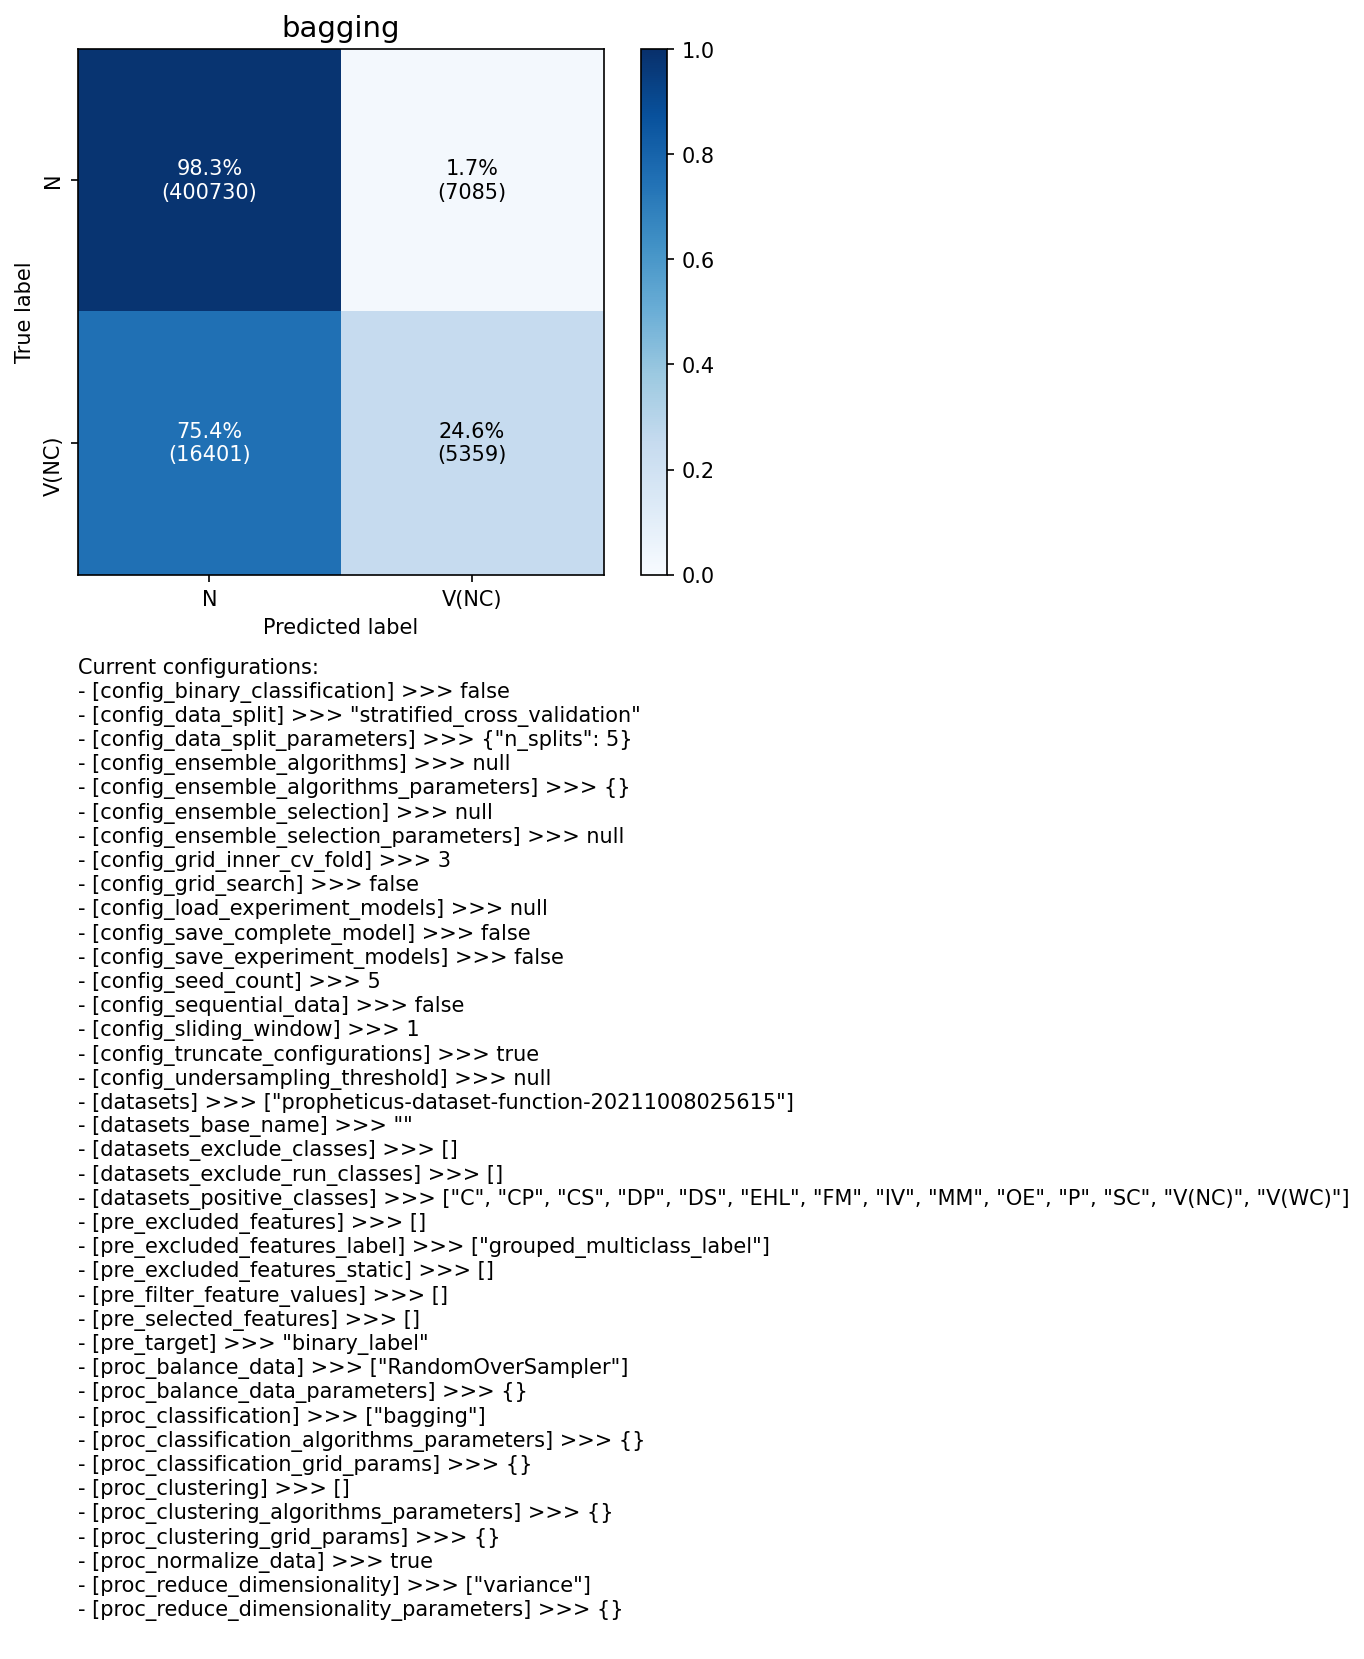 bagging
98.3%
(400730)
1.7%
(7085)
75.4%
(16401)
24.6%
(5359)
N
V(NC)
True label
N
V(NC)
Predicted label
1.0
0.8
0.6
0.4
0.2
0.0
Current configurations:
- [config_binary_classification] >>> false
- [config_data_split] >>> "stratified_cross_validation"
- [config_data_split_parameters] >>> {"n_splits": 5}
- [config_ensemble_algorithms] >>> null
- [config_ensemble_algorithms_parameters] >>> {}
- [config_ensemble_selection] >>> null
- [config_ensemble_selection_parameters] >>> null
- [config_grid_inner_cv_fold] >>> 3
- [config_grid_search] >>> false
- [config_load_experiment_models] >>> null
- [config_save_complete_model] >>> false
- [config_save_experiment_models] >>> false
- [config_seed_count] >>> 5
- [config_sequential_data] >>> false
- [config_sliding_window] >>> 1
- [config_truncate_configurations] >>> true
- [config_undersampling_threshold] >>> null
- [datasets] >>> ["propheticus-dataset-function-20211008025615"]
- [datasets_base_name] >>> ""
- [datasets_exclude_classes] >>> []
- [datasets_exclude_run_classes] >>> []
- [datasets_positive_classes] >>> ["C", "CP", "CS", "DP", "DS", "EHL", "FM", "IV", "MM", "OE", "P", "SC", "V(NC)", "V(WC)"]
- [pre_excluded_features] >>> []
- [pre_excluded_features_label] >>> ["grouped_multiclass_label"]
- [pre_excluded_features_static] >>> []
- [pre_filter_feature_values] >>> []
- [pre_selected_features] >>> []
- [pre_target] >>> "binary_label"
- [proc_balance_data] >>> ["RandomOverSampler"]
- [proc_balance_data_parameters] >>> {}
- [proc_classification] >>> ["bagging"]
- [proc_classification_algorithms_parameters] >>> {}
- [proc_classification_grid_params] >>> {}
- [proc_clustering] >>> []
- [proc_clustering_algorithms_parameters] >>> {}
- [proc_clustering_grid_params] >>> {}
- [proc_normalize_data] >>> true
- [proc_reduce_dimensionality] >>> ["variance"]
- [proc_reduce_dimensionality_parameters] >>> {}